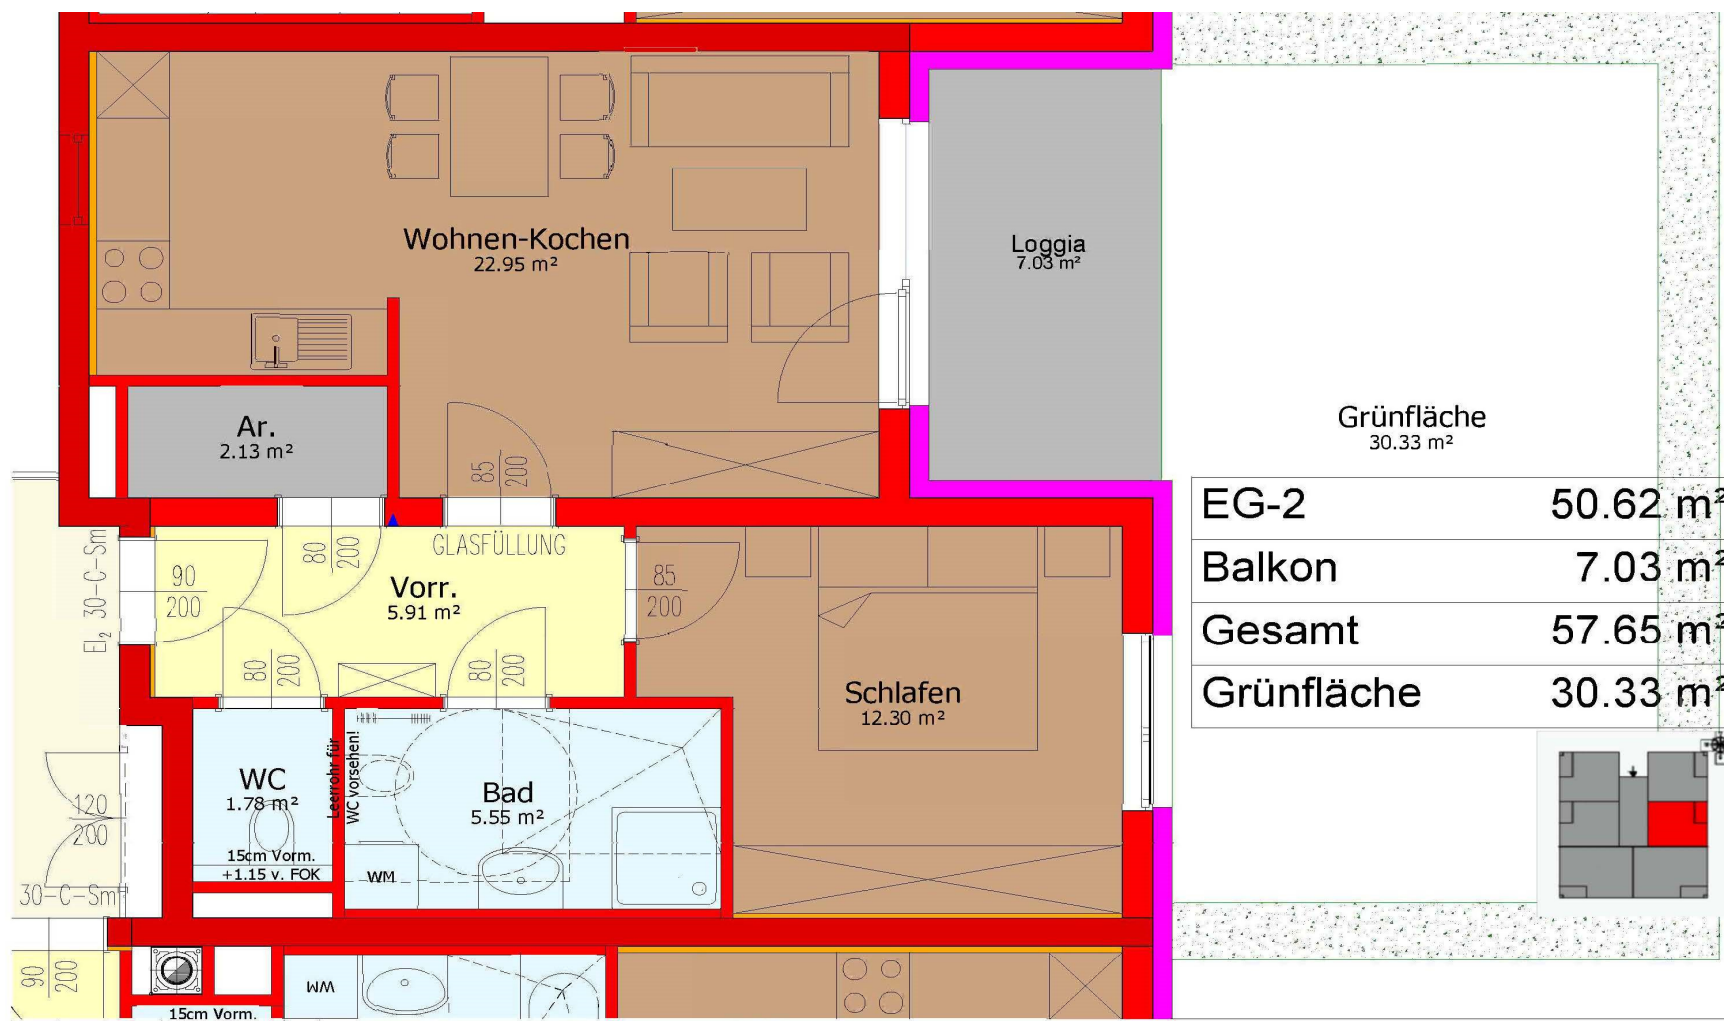 Wohnen-Kochen
22.95 m²
Loggia
7.03 m²
Grünfläche
30.33 m²
Ar.
2.13 m²
85
200
EG-2 50.62 m²
Balkon 7.03 m²
Gesamt 57.65 m²
Grünfläche 30.33 m²
EI₂ 30-C-Sm
90
200
80
200
GLASFÜLLUNG
Vorr.
5.91 m²
85
200
80
200
80
200
Schlafen
12.30 m²
WC
1.78 m²
15cm Vorm.
+1.15 v. FOK
Leerrohr für
WC vorsehen!
Bad
5.55 m²
WM
120
200
30-C-Sm
90
200
WM
15cm Vorm.